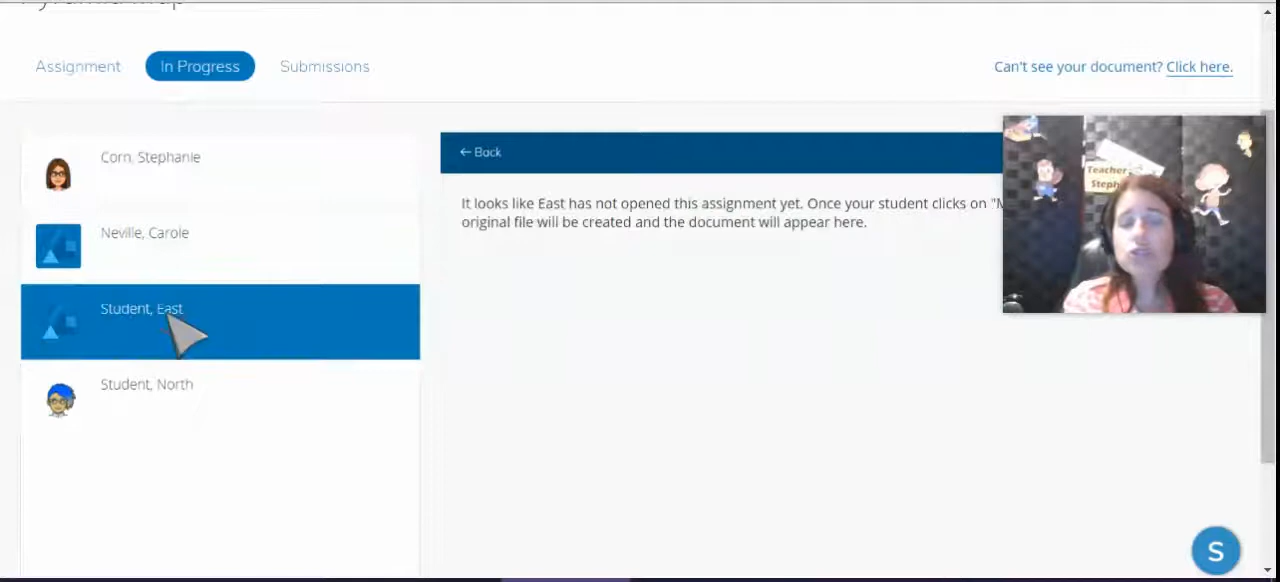 Assignment
In Progress
Submissions
Can't see your document? Click here.
Corn, Stephanie
← Back
Teacher
Steph
It looks like East has not opened this assignment yet. Once your student clicks on "M
original file will be created and the document will appear here.
Neville, Carole
Student, East
Student, North
S